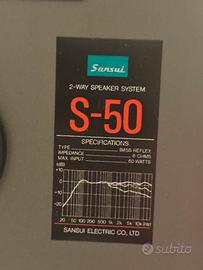 Sansui
2-WAY SPEAKER SYSTEM
S-50
SPECIFICATIONS
TYPE BASS REFLEX
IMPEDANCE 8 OHMS
MAX. INPUT 60 WATTS
(dB)
+10
0
-10
-20
20 50 100 200 500 1k 2k 5k 10k (Hz)
SANSUI ELECTRIC CO., LTD.
subito